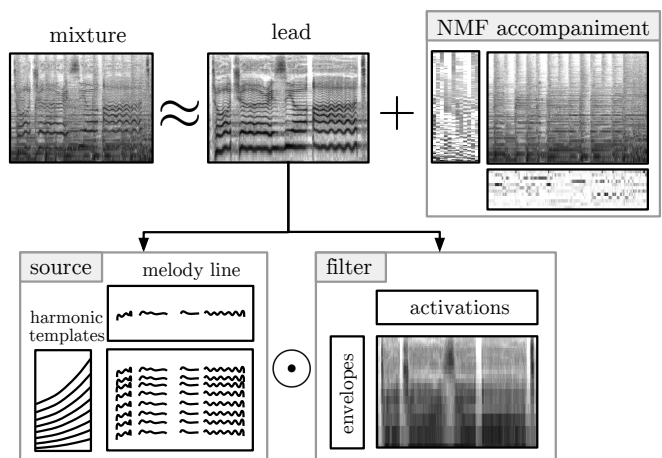 mixture
lead
NMF accompaniment
≈
+
source
melody line
harmonic
templates
filter
activations
envelopes